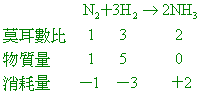 N₂+3H₂ → 2NH₃
莫耳數比 1 3 2
物質量 1 5 0
消耗量 －1 －3 +2